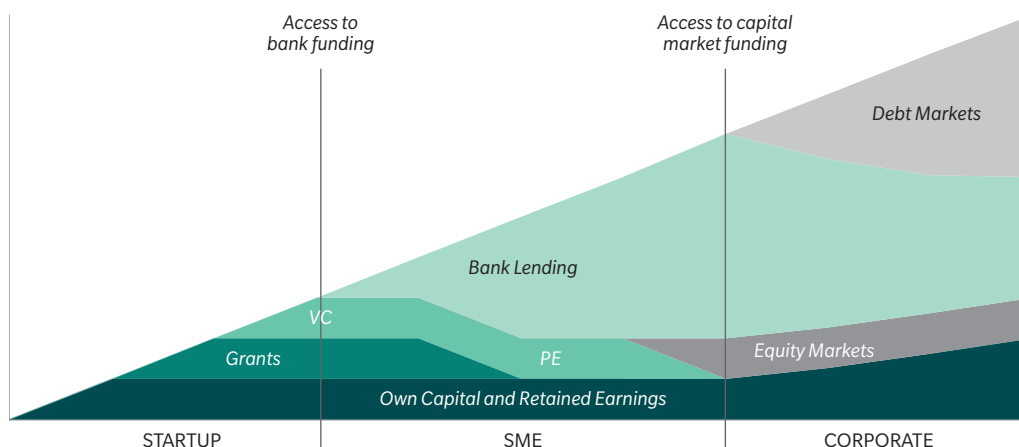 Access to
bank funding
Access to capital
market funding
Debt Markets
Bank Lending
VC
Grants
PE
Equity Markets
Own Capital and Retained Earnings
STARTUP
SME
CORPORATE